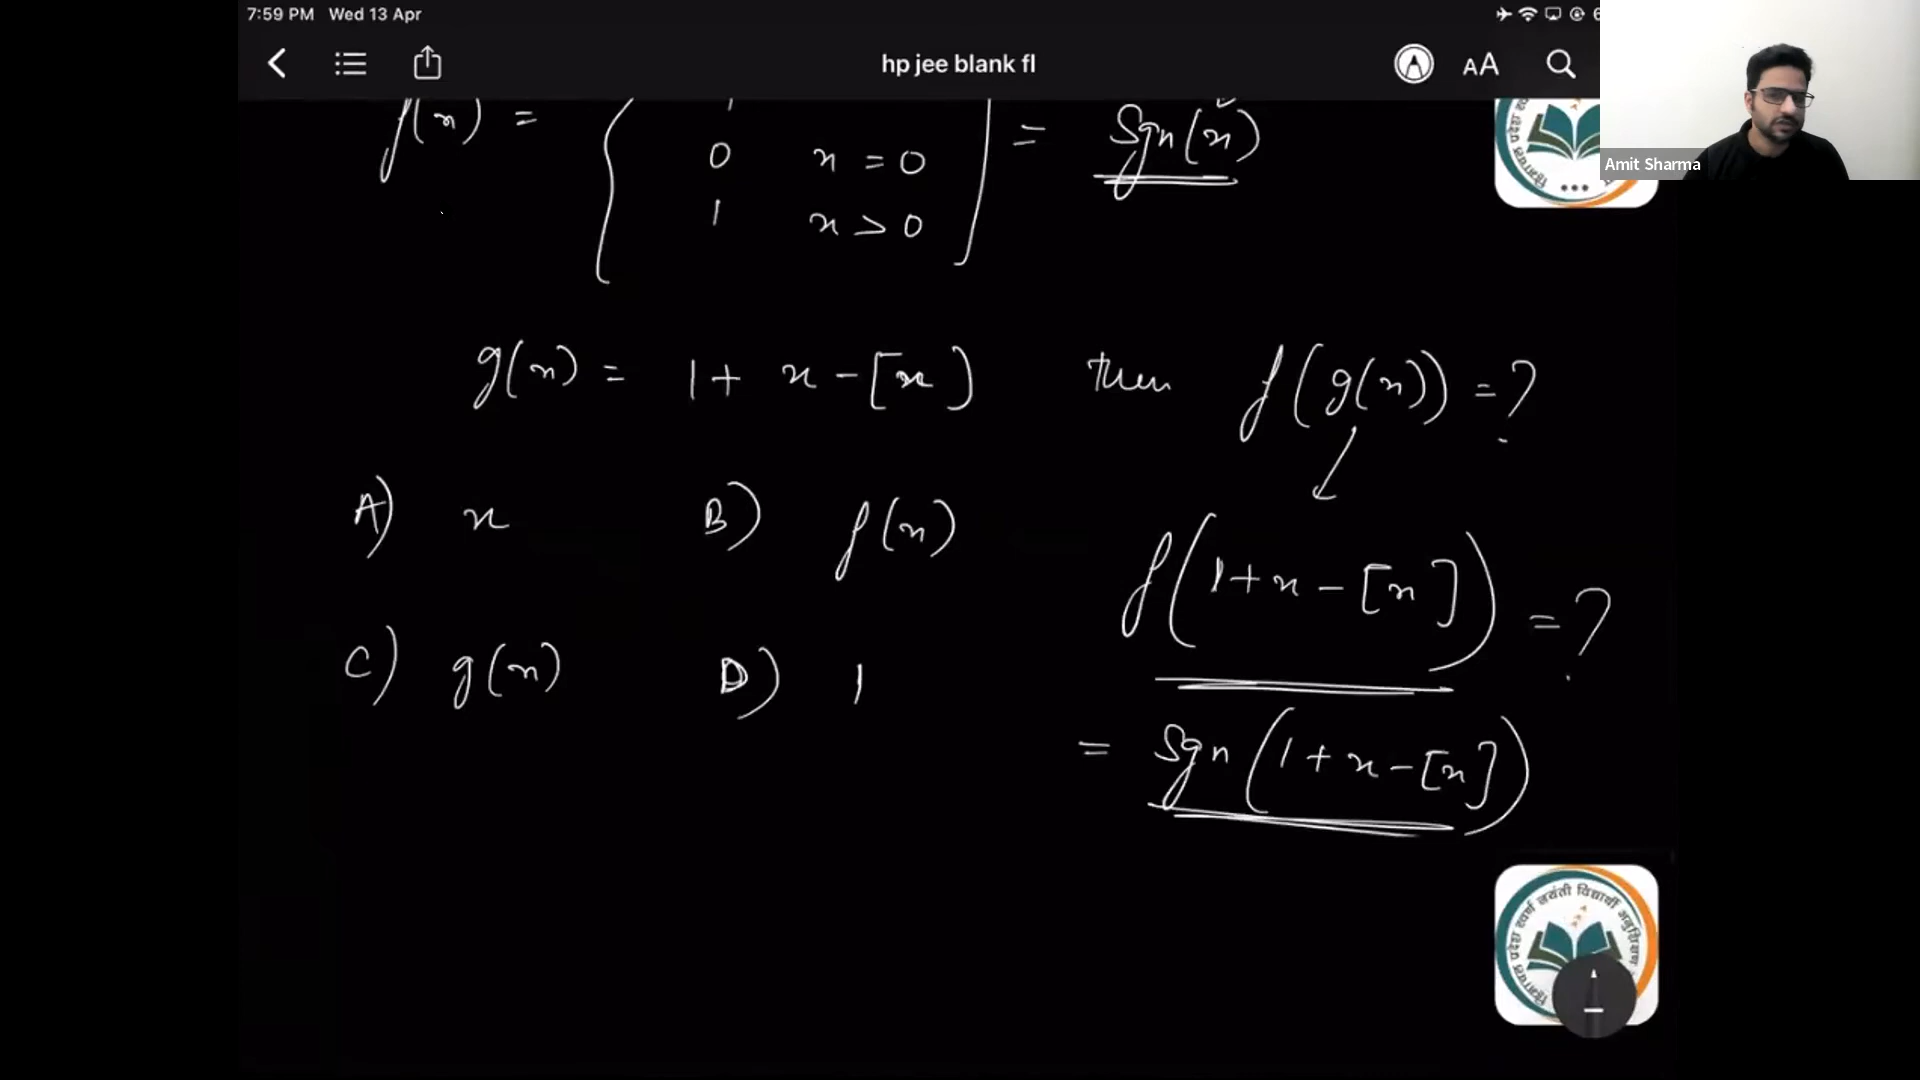 7:59 PM Wed 13 Apr
hp jee blank fl
AA
Amit Sharma
f(x) = { 0 x = 0 = Sgn(x)
1 x > 0
g(x) = 1 + x - [x) then f(g(x)) = ?
A) x B) f(x)
f(1+x-[x]) = ?
C) g(x) D) 1
= Sgn(1+x-[x])